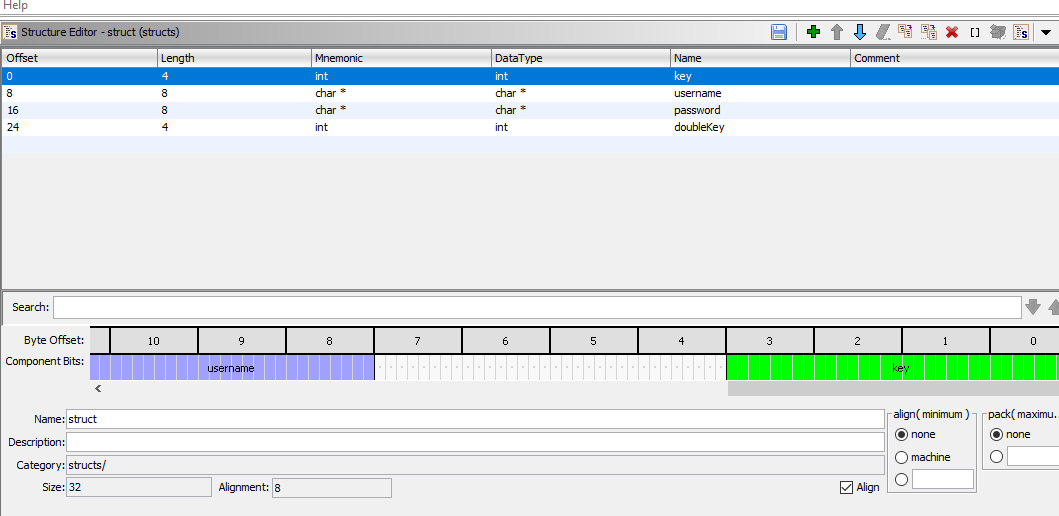 Help
Structure Editor - struct (structs)
Offset Length Mnemonic DataType Name Comment
0 4 int int key
8 8 char * char * username
16 8 char * char * password
24 4 int int doubleKey
Search:
Byte Offset: 10 9 8 7 6 5 4 3 2 1 0
Component Bits: username key
Name: struct align( minimum ) pack( maximu...
Description: none none
Category: structs/ machine
Size: 32 Alignment: 8 Align